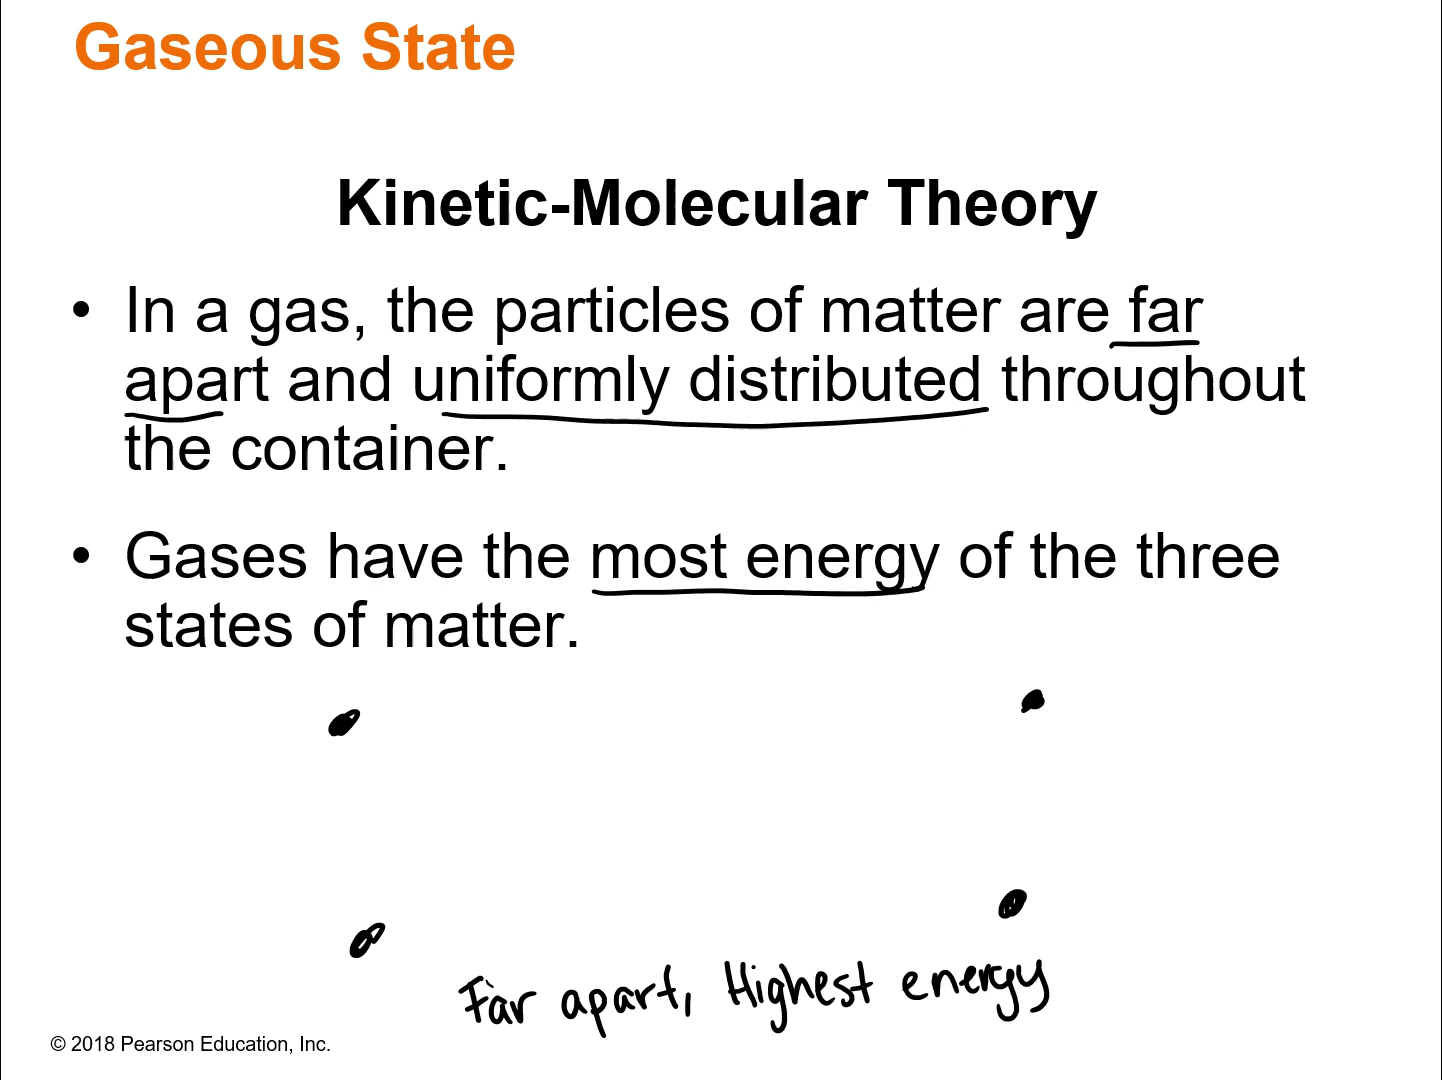 Gaseous State
Kinetic-Molecular Theory
• In a gas, the particles of matter are far
apart and uniformly distributed throughout
the container.
• Gases have the most energy of the three
states of matter.
Far apart, Highest energy
© 2018 Pearson Education, Inc.